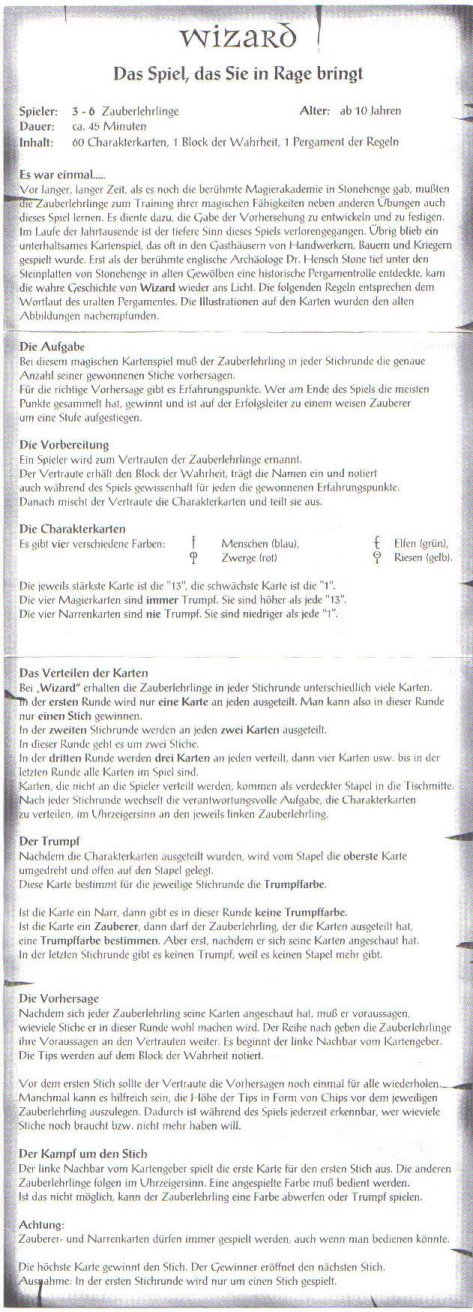 wizard
Das Spiel, das Sie in Rage bringt
Spieler: 3 - 6 Zauberlehrlinge Alter: ab 10 Jahren
Dauer: ca. 45 Minuten
Inhalt: 60 Charakterkarten, 1 Block der Wahrheit, 1 Pergament der Regeln
Es war einmal.....
Vor langer, langer Zeit, als es noch die berühmte Magierakademie in Stonehenge gab, mußten
die Zauberlehrlinge zum Training ihrer magischen Fähigkeiten neben anderen Übungen auch
dieses Spiel lernen. Es diente dazu, die Gabe der Vorhersehung zu entwickeln und zu festigen.
Im Laufe der Jahrtausende ist der tiefere Sinn dieses Spiels verlorengegangen. Übrig blieb ein
unterhaltsames Kartenspiel, das oft in den Gasthäusern von Handwerkern, Bauern und Kriegern
gespielt wurde. Erst als der berühmte englische Archäologe Dr. Hensch Stone tief unter den
Steinplatten von Stonehenge in alten Gewölben eine historische Pergamentrolle entdeckte, kam
die wahre Geschichte von Wizard wieder ans Licht. Die folgenden Regeln entsprechen dem
Wortlaut des uralten Pergamentes. Die Illustrationen auf den Karten wurden den alten
Abbildungen nachempfunden.
Die Aufgabe
Bei diesem magischen Kartenspiel muß der Zauberlehrling in jeder Stichrunde die genaue
Anzahl seiner gewonnenen Stiche vorhersagen.
Für die richtige Vorhersage gibt es Erfahrungspunkte. Wer am Ende des Spiels die meisten
Punkte gesammelt hat, gewinnt und ist auf der Erfolgsleiter zu einem weisen Zauberer
um eine Stufe aufgestiegen.
Die Vorbereitung
Ein Spieler wird zum Vertrauten der Zauberlehrlinge ernannt.
Der Vertraute erhält den Block der Wahrheit, trägt die Namen ein und notiert
auch während des Spiels gewissenhaft für jeden die gewonnenen Erfahrungspunkte.
Danach mischt der Vertraute die Charakterkarten und teilt sie aus.
Die Charakterkarten
Es gibt vier verschiedene Farben: Menschen (blau), Elfen (grün),
Zwerge (rot) Riesen (gelb).
Die jeweils stärkste Karte ist die "13", die schwächste Karte ist die "1".
Die vier Magierkarten sind immer Trumpf. Sie sind höher als jede "13".
Die vier Narrenkarten sind nie Trumpf. Sie sind niedriger als jede "1".
Das Verteilen der Karten
Bei „Wizard" erhalten die Zauberlehrlinge in jeder Stichrunde unterschiedlich viele Karten.
In der ersten Runde wird nur eine Karte an jeden ausgeteilt. Man kann also in dieser Runde
nur einen Stich gewinnen.
In der zweiten Stichrunde werden an jeden zwei Karten ausgeteilt.
In dieser Runde geht es um zwei Stiche.
In der dritten Runde werden drei Karten an jeden verteilt, dann vier Karten usw. bis in der
letzten Runde alle Karten im Spiel sind.
Karten, die nicht an die Spieler verteilt werden, kommen als verdeckter Stapel in die Tischmitte.
Nach jeder Stichrunde wechselt die verantwortungsvolle Aufgabe, die Charakterkarten
zu verteilen, im Uhrzeigersinn an den jeweils linken Zauberlehrling.
Der Trumpf
Nachdem die Charakterkarten ausgeteilt wurden, wird vom Stapel die oberste Karte
umgedreht und offen auf den Stapel gelegt.
Diese Karte bestimmt für die jeweilige Stichrunde die Trumpffarbe.
Ist die Karte ein Narr, dann gibt es in dieser Runde keine Trumpffarbe.
Ist die Karte ein Zauberer, dann darf der Zauberlehrling, der die Karten ausgeteilt hat,
eine Trumpffarbe bestimmen. Aber erst, nachdem er sich seine Karten angeschaut hat.
In der letzten Stichrunde gibt es keinen Trumpf, weil es keinen Stapel mehr gibt.
Die Vorhersage
Nachdem sich jeder Zauberlehrling seine Karten angeschaut hat, muß er voraussagen,
wieviele Stiche er in dieser Runde wohl machen wird. Der Reihe nach geben die Zauberlehrlinge
ihre Voraussagen an den Vertrauten weiter. Es beginnt der linke Nachbar vom Kartengeber.
Die Tips werden auf dem Block der Wahrheit notiert.
Vor dem ersten Stich sollte der Vertraute die Vorhersagen noch einmal für alle wiederholen.
Manchmal kann es hilfreich sein, die Höhe der Tips in Form von Chips vor dem jeweiligen
Zauberlehrling auszulegen. Dadurch ist während des Spiels jederzeit erkennbar, wer wieviele
Stiche noch braucht bzw. nicht mehr haben will.
Der Kampf um den Stich
Der linke Nachbar vom Kartengeber spielt die erste Karte für den ersten Stich aus. Die anderen
Zauberlehrlinge folgen im Uhrzeigersinn. Eine angespielte Farbe muß bedient werden.
Ist das nicht möglich, kann der Zauberlehrling eine Farbe abwerfen oder Trumpf spielen.
Achtung:
Zauberer- und Narrenkarten dürfen immer gespielt werden, auch wenn man bedienen könnte.
Die höchste Karte gewinnt den Stich. Der Gewinner eröffnet den nächsten Stich.
Ausnahme: In der ersten Stichrunde wird nur um einen Stich gespielt.